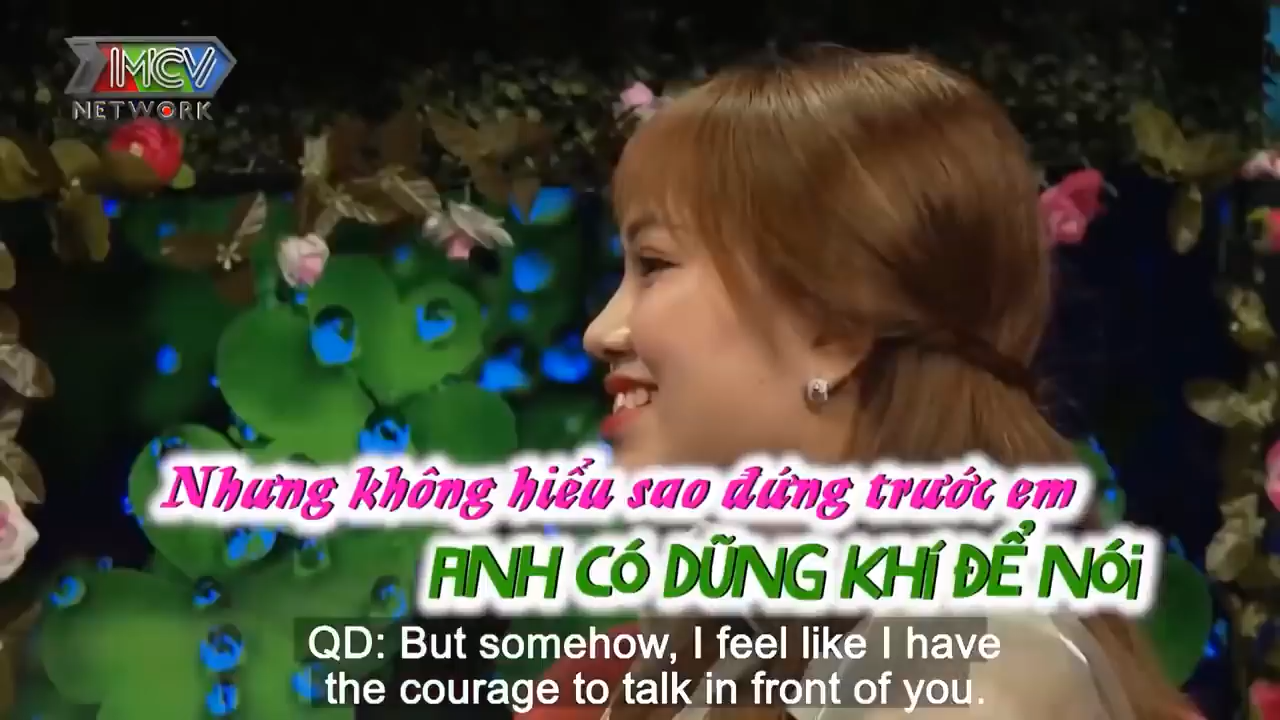 MCV
NETWORK
Nhưng không hiểu sao đứng trước em
ANH CÓ DŨNG KHÍ ĐỂ NÓI
QD: But somehow, I feel like I have
the courage to talk in front of you.